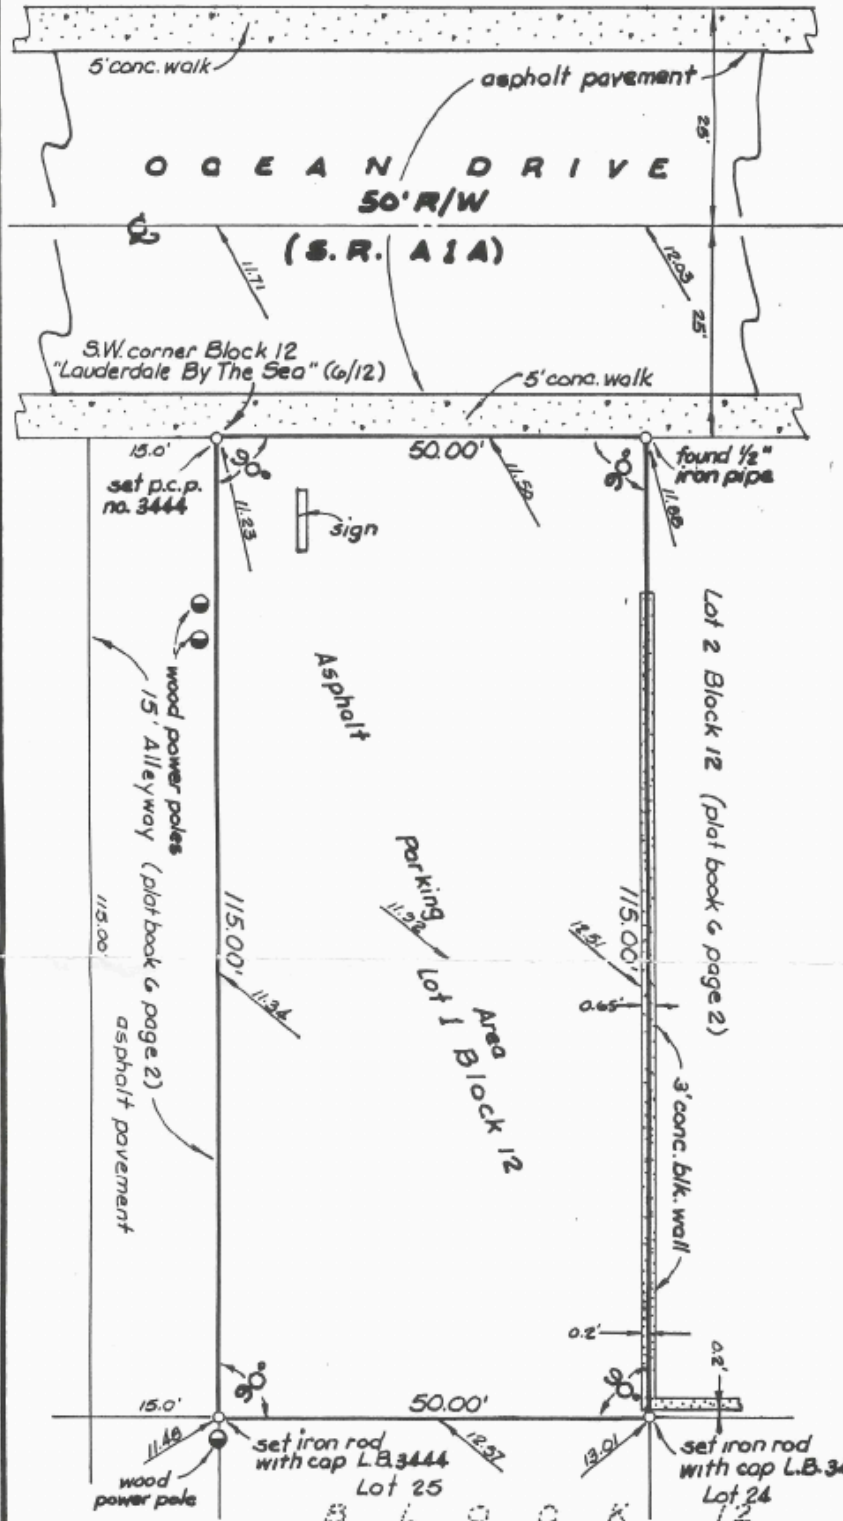 5' conc. walk
asphalt pavement
25'
OCEAN DRIVE
50' R/W
(S.R. A1A)
11.71
12.03
25'
S.W. corner Block 12
"Lauderdale By The Sea" (6/12)
5' conc. walk
15.0'
90°
50.00'
90°
found 1/2"
iron pipe
set p.c.p.
no. 3444
11.23
sign
11.50
11.88
wood power poles
15' Alleyway (plat book 6 page 2)
asphalt pavement
115.00'
115.00'
11.34
Asphalt
Parking
Area
Lot 1 Block 12
12.51
115.00'
0.65'
Lot 2 Block 12 (plat book 6 page 2)
3' conc. blk. wall
0.2'
0.2'
90°
90°
15.0'
50.00'
11.48
set iron rod
with cap L.B. 3444
12.57
13.01
set iron rod
with cap L.B. 34
wood
power pole
Lot 25
Lot 24
BLOCK 12